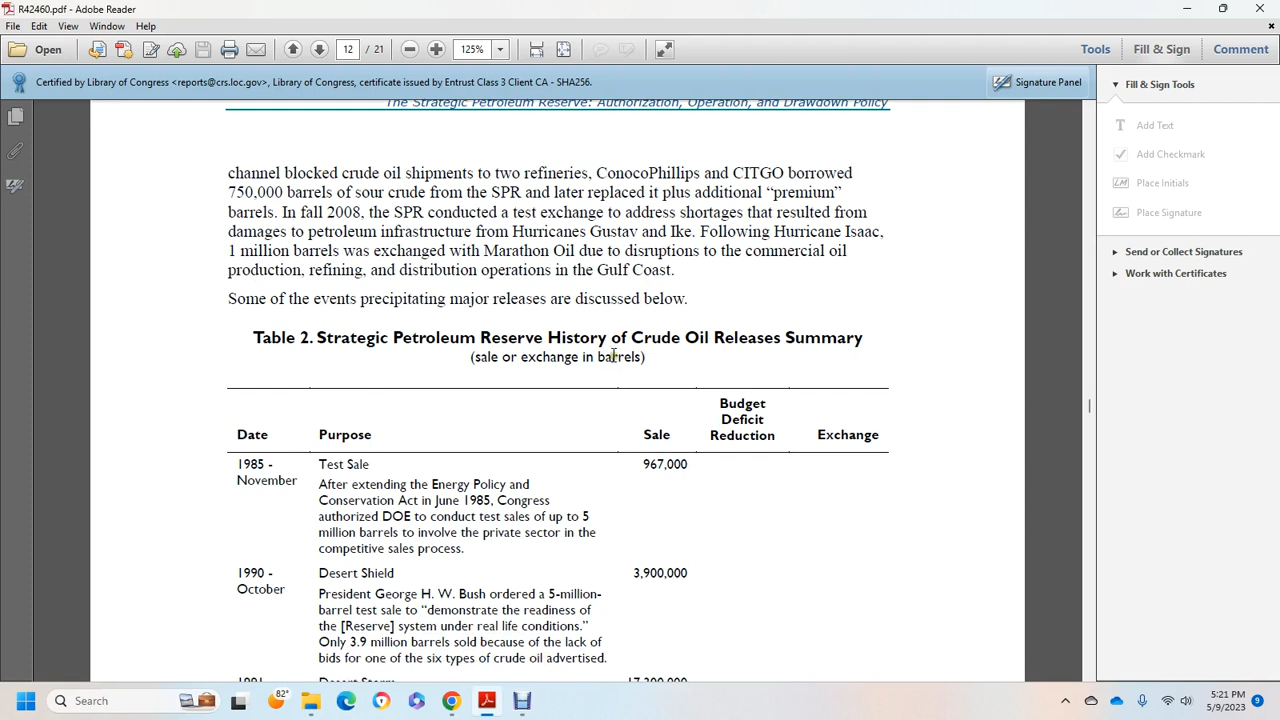 R42460.pdf - Adobe Reader
File Edit View Window Help
Open 12 / 21 125% Tools Fill & Sign Comment
Certified by Library of Congress <reports@crs.loc.gov>, Library of Congress, certificate issued by Entrust Class 3 Client CA - SHA256. Signature Panel
Fill & Sign Tools
Add Text
Add Checkmark
Place Initials
Place Signature
Send or Collect Signatures
Work with Certificates
The Strategic Petroleum Reserve: Authorization, Operation, and Drawdown Policy
channel blocked crude oil shipments to two refineries, ConocoPhillips and CITGO borrowed
750,000 barrels of sour crude from the SPR and later replaced it plus additional “premium”
barrels. In fall 2008, the SPR conducted a test exchange to address shortages that resulted from
damages to petroleum infrastructure from Hurricanes Gustav and Ike. Following Hurricane Isaac,
1 million barrels was exchanged with Marathon Oil due to disruptions to the commercial oil
production, refining, and distribution operations in the Gulf Coast.
Some of the events precipitating major releases are discussed below.
Table 2. Strategic Petroleum Reserve History of Crude Oil Releases Summary
(sale or exchange in barrels)
Budget
Deficit
Date Purpose Sale Reduction Exchange
1985 - Test Sale 967,000
November
After extending the Energy Policy and
Conservation Act in June 1985, Congress
authorized DOE to conduct test sales of up to 5
million barrels to involve the private sector in the
competitive sales process.
1990 - Desert Shield 3,900,000
October
President George H. W. Bush ordered a 5-million-
barrel test sale to “demonstrate the readiness of
the [Reserve] system under real life conditions.”
Only 3.9 million barrels sold because of the lack of
bids for one of the six types of crude oil advertised.
1991 Desert Storm 17,300,000
Search 82° 5:21 PM
5/9/2023